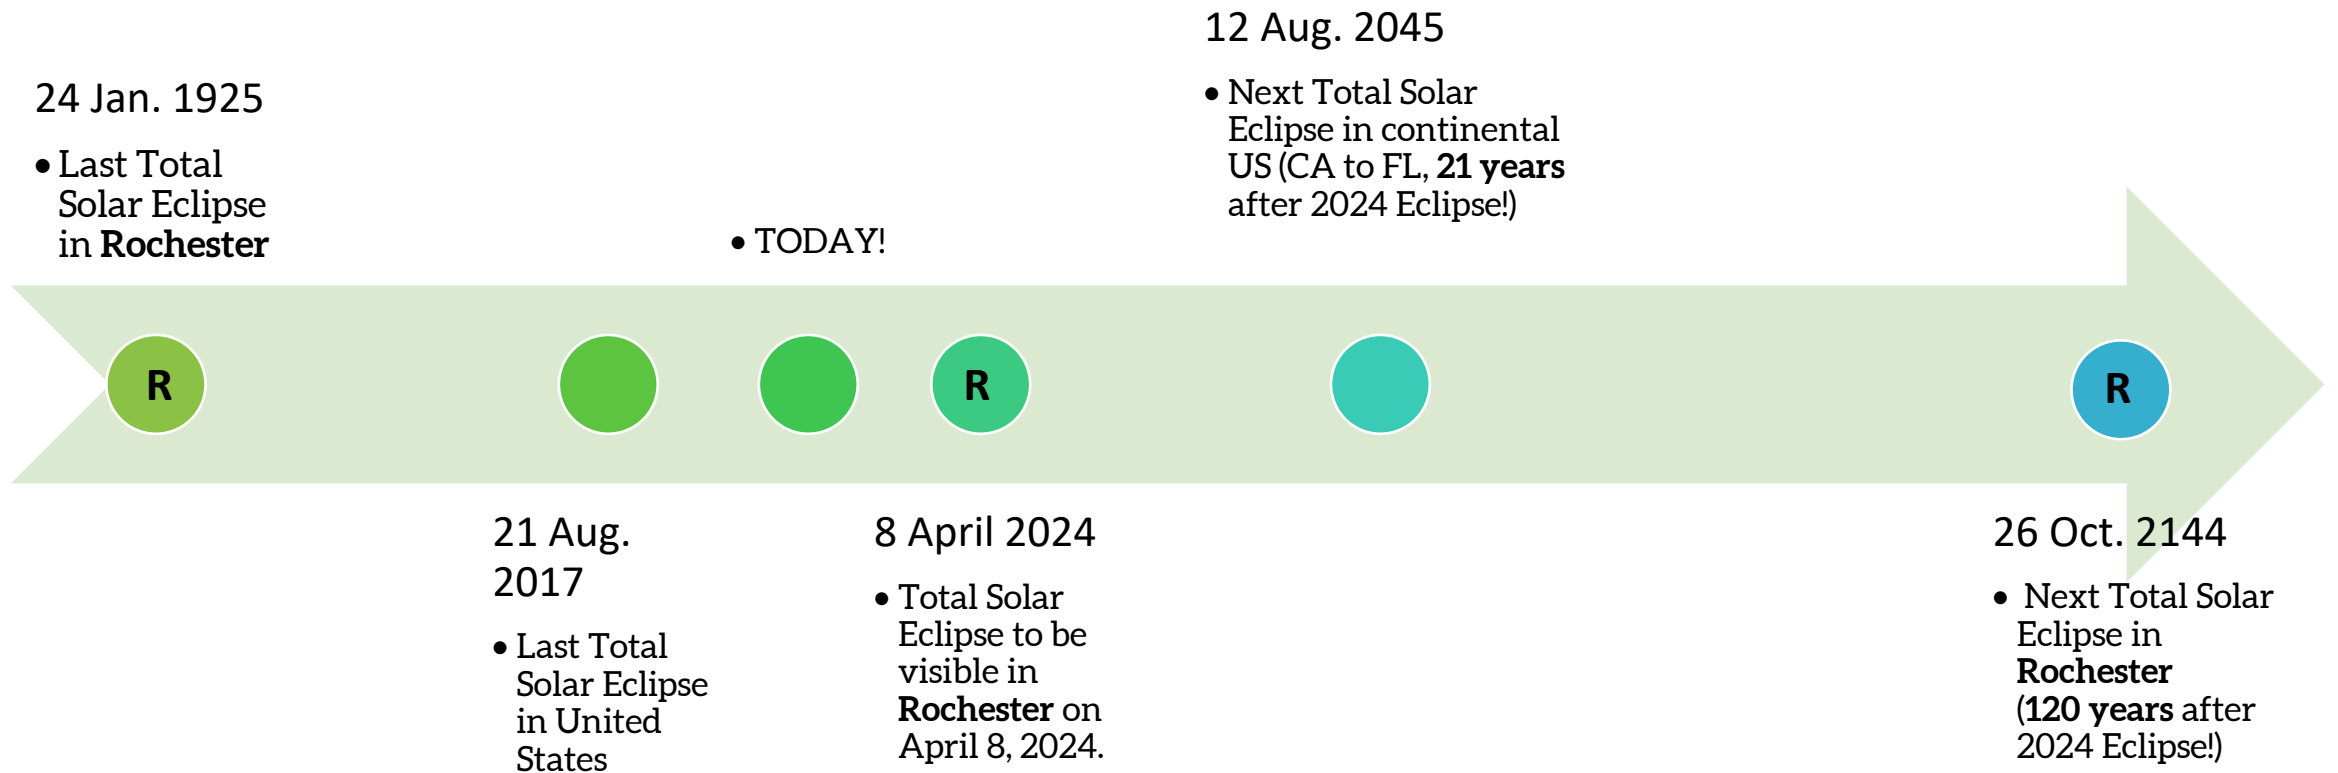 24 Jan. 1925
• Last Total
Solar Eclipse
in Rochester
• TODAY!
12 Aug. 2045
• Next Total Solar
Eclipse in continental
US (CA to FL, 21 years
after 2024 Eclipse!)
R
R
R
21 Aug.
2017
• Last Total
Solar Eclipse
in United
States
8 April 2024
• Total Solar
Eclipse to be
visible in
Rochester on
April 8, 2024.
26 Oct. 2144
• Next Total Solar
Eclipse in
Rochester
(120 years after
2024 Eclipse!)